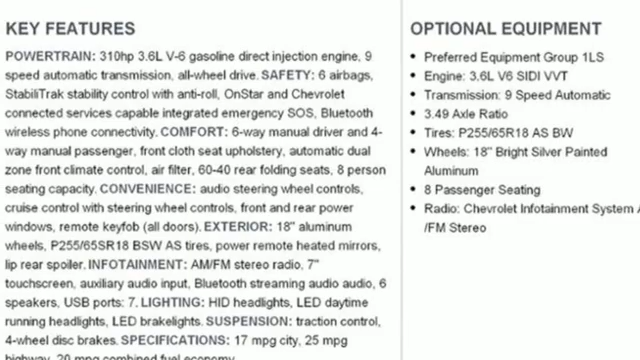 KEY FEATURES
POWERTRAIN: 310hp 3.6L V-6 gasoline direct injection engine, 9
speed automatic transmission, all-wheel drive. SAFETY: 6 airbags,
StabiliTrak stability control with anti-roll, OnStar and Chevrolet
connected services capable integrated emergency SOS, Bluetooth
wireless phone connectivity. COMFORT: 6-way manual driver and 4-
way manual passenger, front cloth seat upholstery, automatic dual
zone front climate control, air filter, 60-40 rear folding seats, 8 person
seating capacity. CONVENIENCE: audio steering wheel controls,
cruise control with steering wheel controls, front and rear power
windows, remote keyfob (all doors). EXTERIOR: 18" aluminum
wheels, P255/65SR18 BSW AS tires, power remote heated mirrors,
lip rear spoiler. INFOTAINMENT: AM/FM stereo radio, 7"
touchscreen, auxiliary audio input, Bluetooth streaming audio audio, 6
speakers, USB ports: 7. LIGHTING: HID headlights, LED daytime
running headlights, LED brakelights. SUSPENSION: traction control,
4-wheel disc brakes. SPECIFICATIONS: 17 mpg city, 25 mpg
highway, 20 mpg combined fuel economy
OPTIONAL EQUIPMENT
• Preferred Equipment Group 1LS
• Engine: 3.6L V6 SIDI VVT
• Transmission: 9 Speed Automatic
• 3.49 Axle Ratio
• Tires: P255/65R18 AS BW
• Wheels: 18" Bright Silver Painted
Aluminum
• 8 Passenger Seating
• Radio: Chevrolet Infotainment System
/FM Stereo